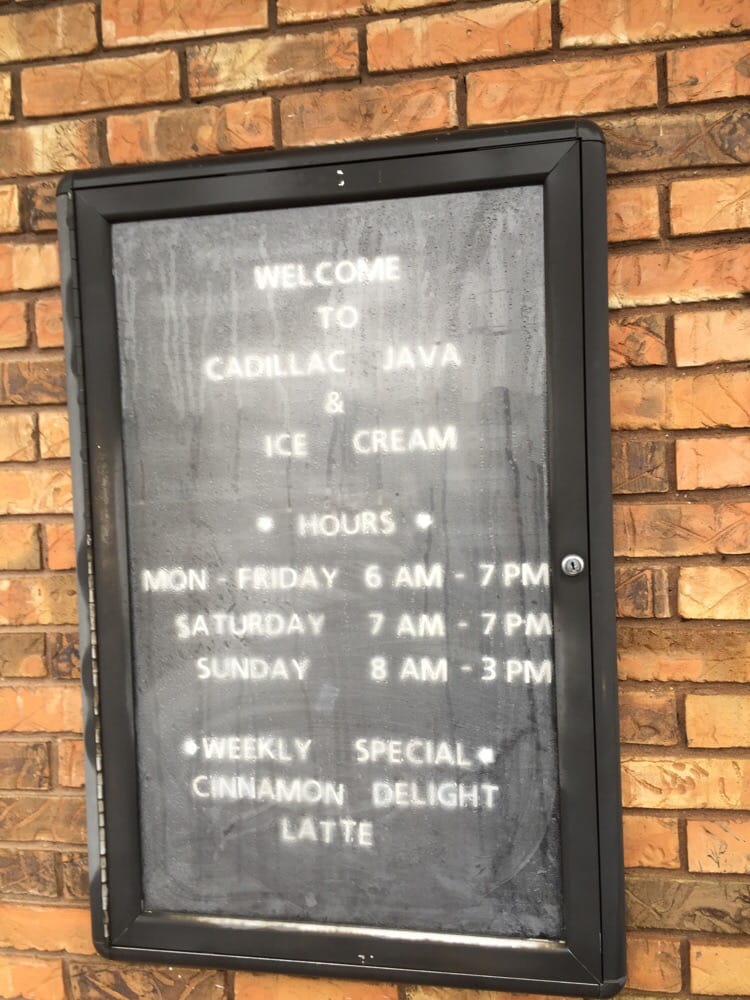 WELCOME
TO
CADILLAC JAVA
&
ICE CREAM
• HOURS •
MON - FRIDAY 6 AM - 7 PM
SATURDAY 7 AM - 7 PM
SUNDAY 8 AM - 3 PM
•WEEKLY SPECIAL•
CINNAMON DELIGHT
LATTE